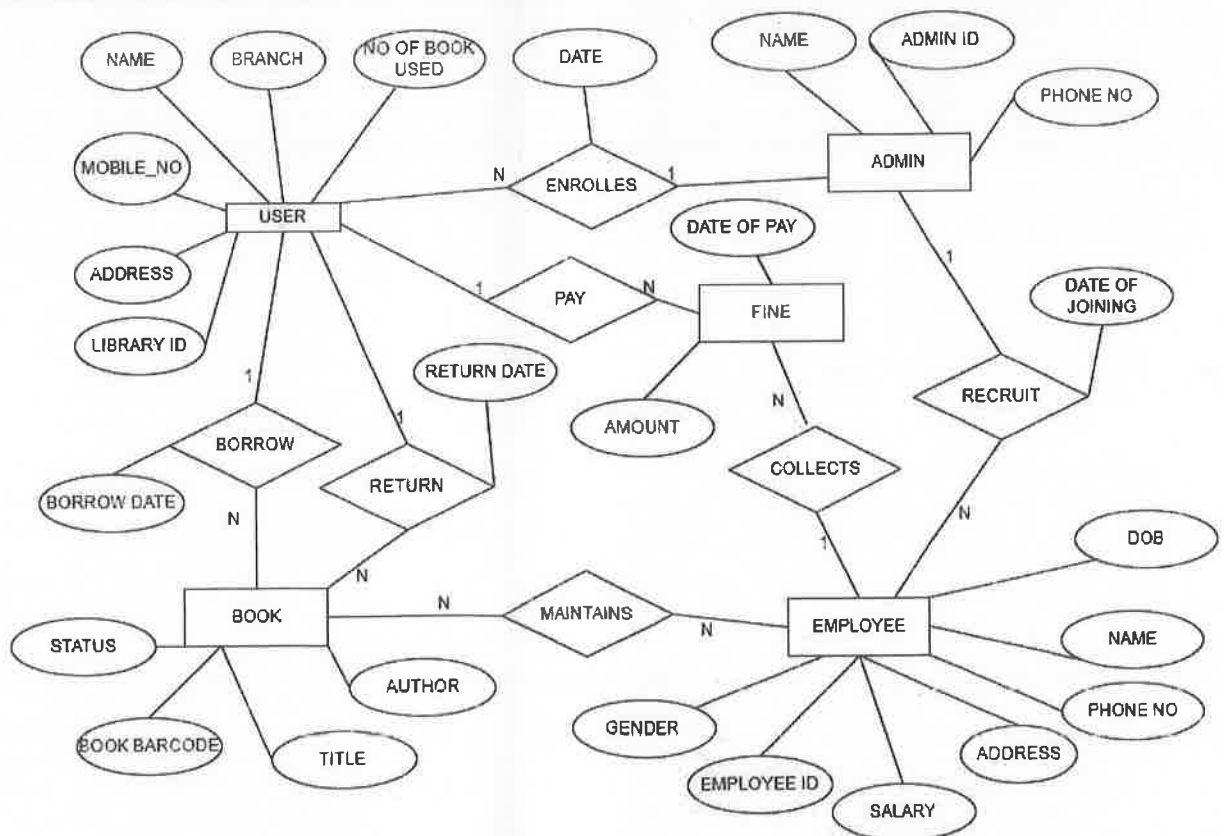 NAME
BRANCH
NO OF BOOK
USED
DATE
NAME
ADMIN ID
PHONE NO
MOBILE_NO
USER
N
ENROLLES
1
ADMIN
ADDRESS
LIBRARY ID
1
PAY
N
DATE OF PAY
FINE
AMOUNT
1
DATE OF
JOINING
RECRUIT
N
1
BORROW
BORROW DATE
N
1
RETURN DATE
RETURN
N
N
COLLECTS
1
BOOK
N
MAINTAINS
N
EMPLOYEE
DOB
NAME
PHONE NO
ADDRESS
SALARY
EMPLOYEE ID
GENDER
STATUS
BOOK BARCODE
TITLE
AUTHOR